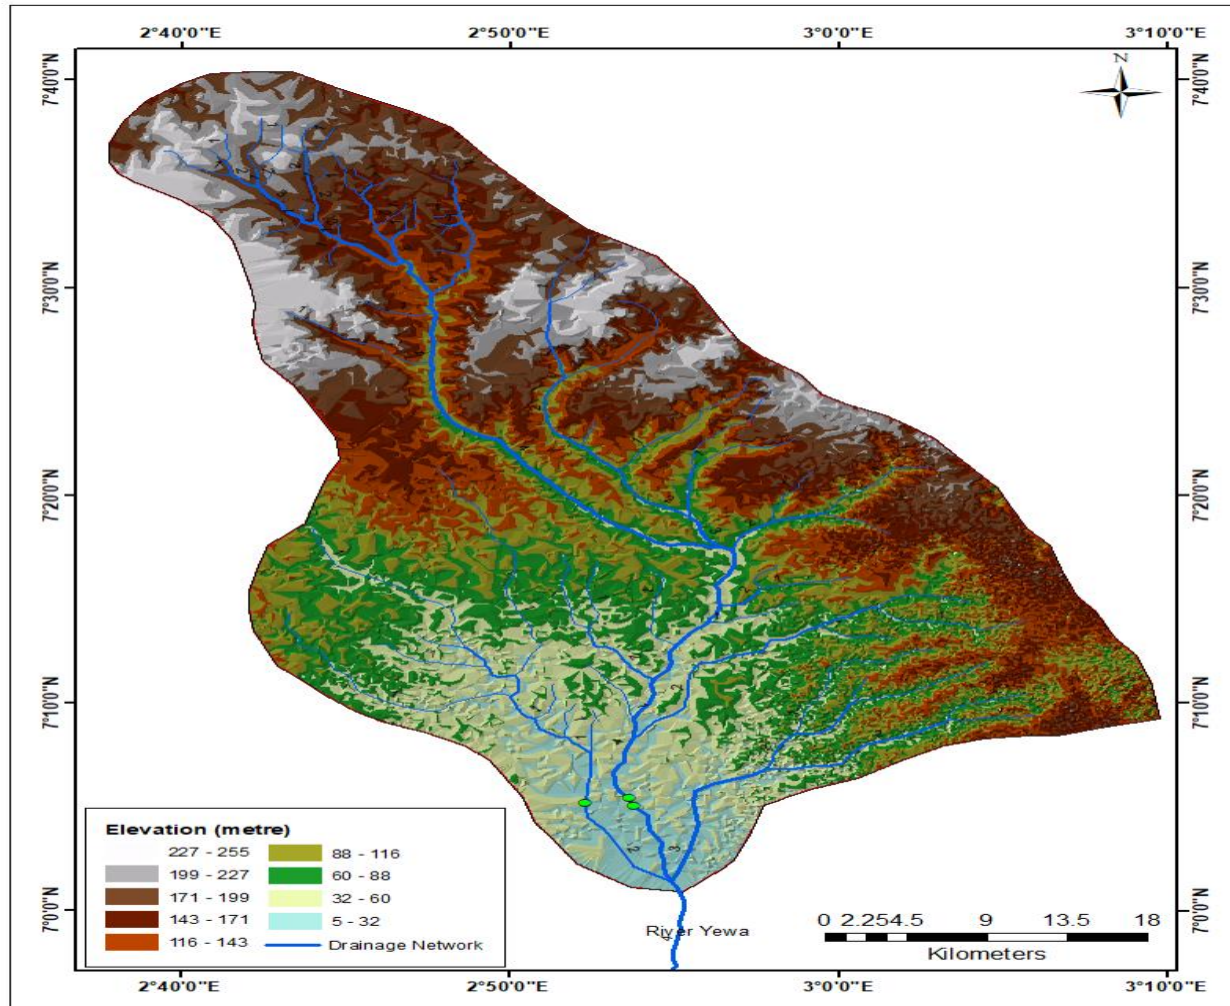 2°40'0"E 2°50'0"E 3°0'0"E 3°10'0"E
N
7°40'0"N 7°40'0"N
7°30'0"N 7°30'0"N
7°20'0"N 7°20'0"N
7°10'0"N 7°10'0"N
7°0'0"N 7°0'0"N
2 3
4
River Yewa
Elevation (metre)
227 - 255
199 - 227
171 - 199
143 - 171
116 - 143
88 - 116
60 - 88
32 - 60
5 - 32
Drainage Network
0 2.254.5 9 13.5 18
Kilometers
2°40'0"E 2°50'0"E 3°0'0"E 3°10'0"E